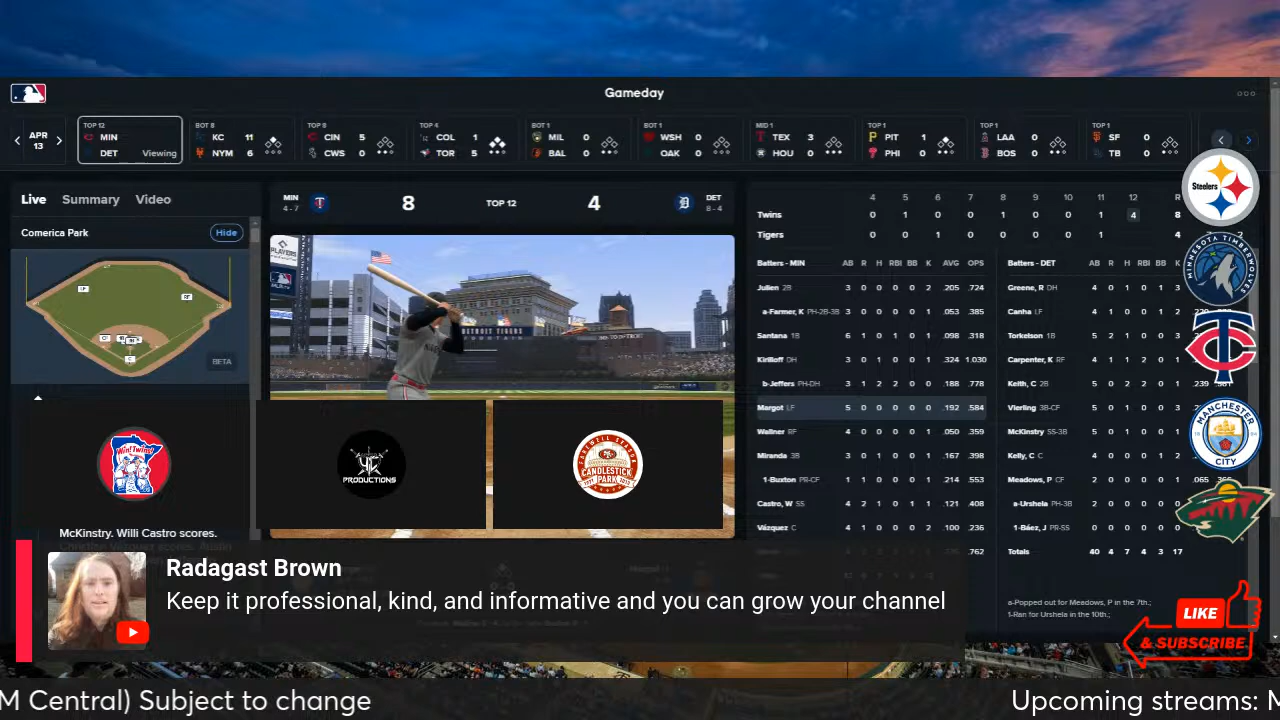 Gameday
APR 13
TOP 12 MIN DET Viewing
BOT 8 KC 11 NYM 6
TOP 8 CIN 5 CWS 0
TOP 4 COL 1 TOR 5
BOT 1 MIL 0 BAL 0
BOT 1 WSH 0 OAK 0
MID 1 TEX 3 HOU 0
TOP 1 PIT 1 PHI 0
TOP 1 LAA 0 BOS 0
TOP 1 SF 0 TB 0
Live Summary Video
Comerica Park Hide
BETA
MIN 4 - 7 8 TOP 12 4 DET 8 - 4
4 5 6 7 8 9 10 11 12 R
Twins 0 1 0 0 1 0 0 1 4 8
Tigers 0 0 1 0 0 0 0 1 4
Batters - MIN AB R H RBI BB K AVG OPS
Julien 2B 3 0 0 0 0 2 .205 .724
a-Farmer, K PH-2B-3B 3 0 0 0 0 0 .053 .385
Santana 1B 6 1 0 1 0 0 .098 .318
Kirilloff DH 3 0 1 0 0 1 .324 1.030
b-Jeffers PH-DH 3 1 2 2 0 0 .188 .778
Margot LF 5 0 0 0 0 1 .192 .584
Wallner RF 4 0 0 0 0 1 .050 .359
Miranda 3B 3 0 1 0 0 1 .167 .398
1-Buxton PR-CF 1 1 0 0 1 0 .214 .553
Castro, W SS 4 2 1 0 1 1 .121 .408
Vázquez C 4 1 0 0 0 2 .100 .236
.762
Batters - DET AB R H RBI BB K
Greene, R DH 4 0 1 0 1 3
Canha LF 4 1 0 0 1 2
Torkelson 1B 5 2 1 0 0 3
Carpenter, K RF 4 1 1 2 0 1
Keith, C 2B 5 0 2 2 0 1 .239
Vierling 3B-CF 5 0 1 0 0 3
McKinstry SS-3B 5 0 1 0 0 1
Kelly, C C 4 0 0 0 1 2
Meadows, P CF 2 0 0 0 0 1 .065
a-Urshela PH-3B 2 0 0 0 0 0
1-Báez, J PR-SS 0 0 0 0 0 0
Totals 40 4 7 4 3 17
a-Popped out for Meadows, P in the 7th.;
1-Ran for Urshela in the 10th.;
DETROIT TIGERS
Steelers
MINNESOTA TIMBERWOLVES
MANCHESTER CITY
Win! Twins!
PRODUCTIONS
FAREWELL SEASON
CANDLESTICK PARK
McKinstry. Willi Castro scores.
Radagast Brown
Keep it professional, kind, and informative and you can grow your channel
LIKE
& SUBSCRIBE
M Central) Subject to change
Upcoming streams: M